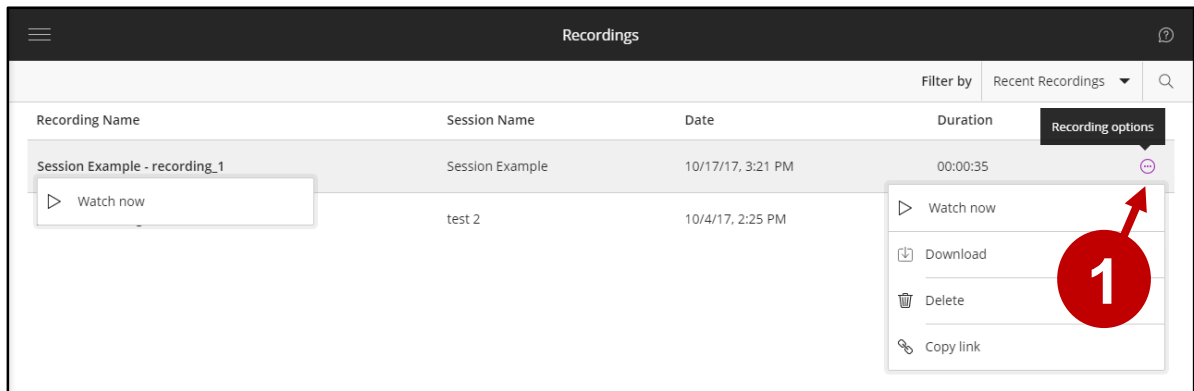 Recordings
Filter by Recent Recordings
Recording Name Session Name Date Duration
Recording options
Session Example - recording_1 Session Example 10/17/17, 3:21 PM 00:00:35
Watch now
test 2 10/4/17, 2:25 PM
Watch now
Download
Delete
Copy link
1